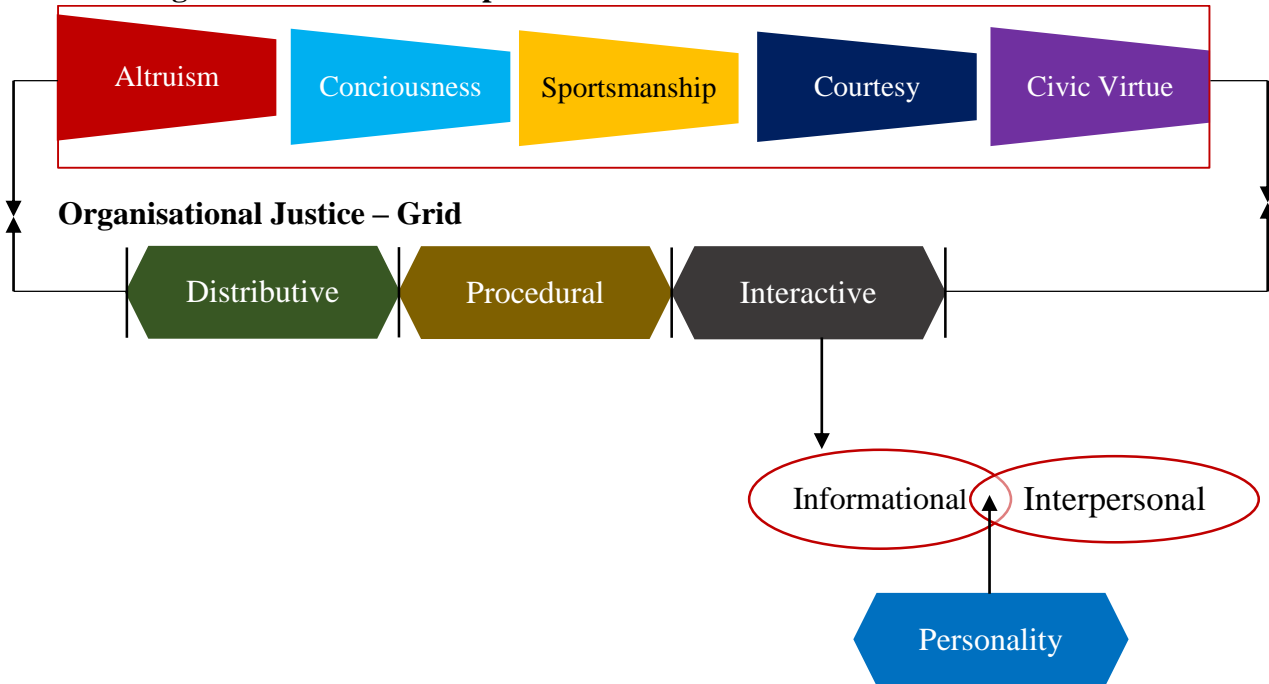 Altruism
Conciousness
Sportsmanship
Courtesy
Civic Virtue
Organisational Justice – Grid
Distributive
Procedural
Interactive
Informational
Interpersonal
Personality